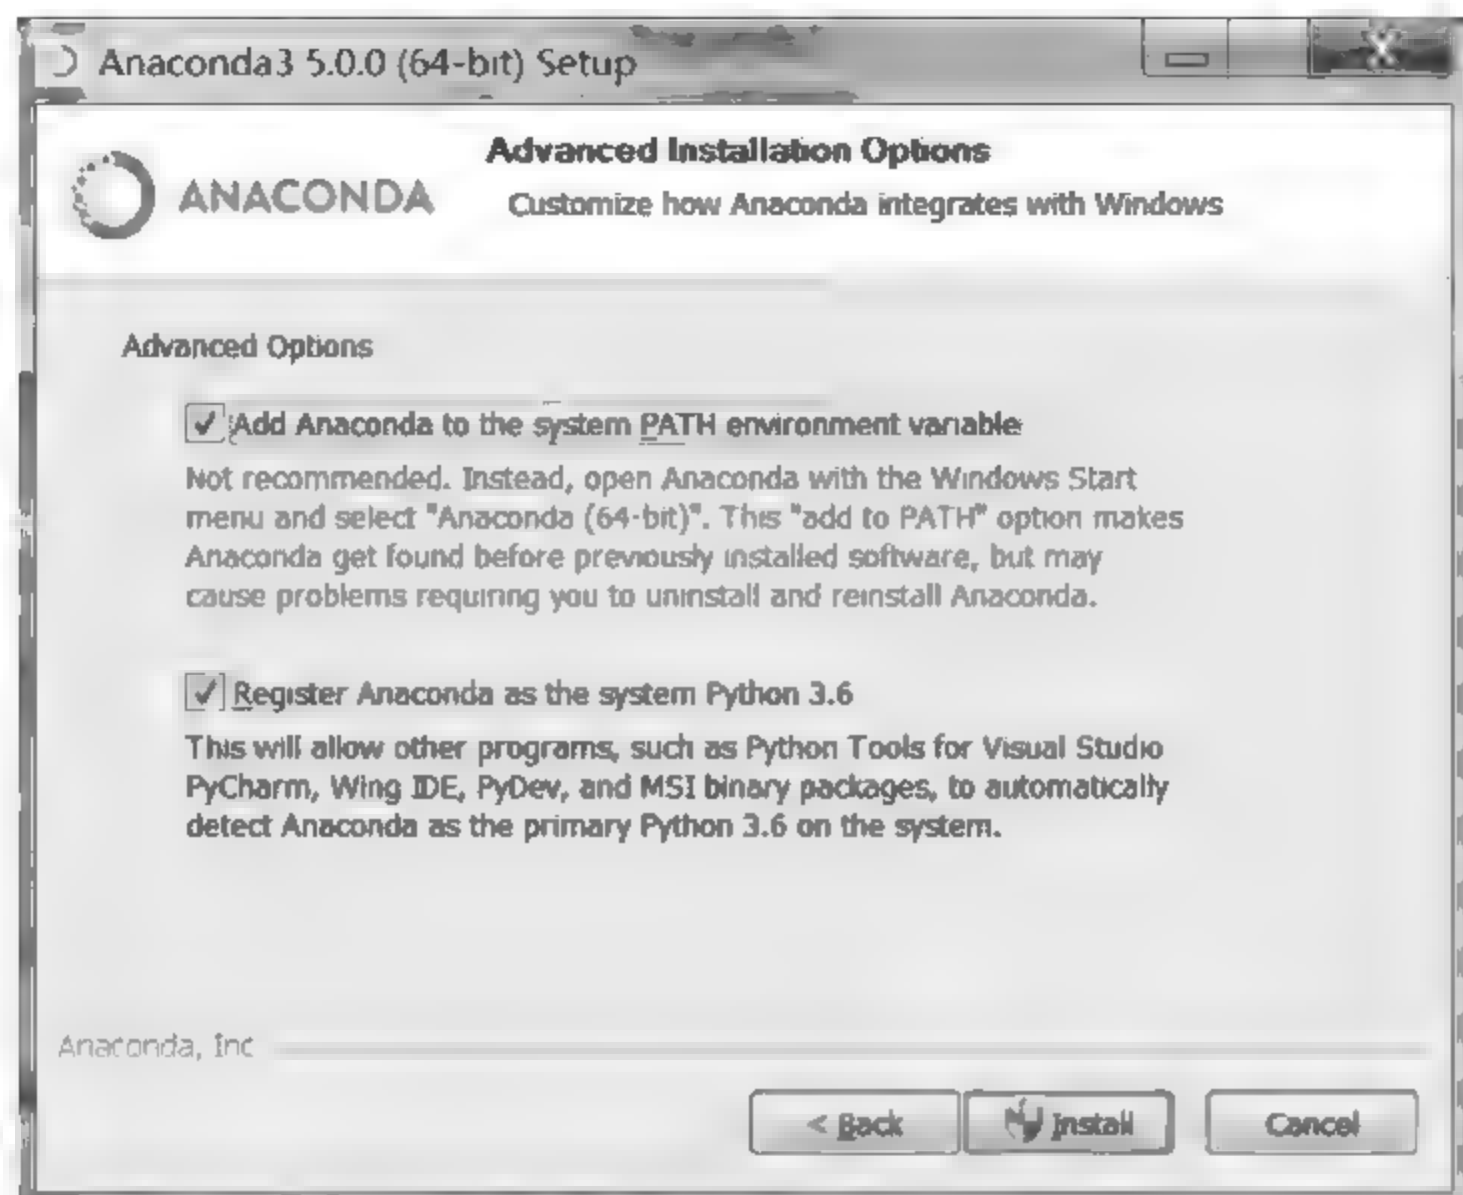 Anaconda3 5.0.0 (64-bit) Setup
Advanced Installation Options
ANACONDA
Customize how Anaconda integrates with Windows
Advanced Options
Add Anaconda to the system PATH environment variable
Not recommended. Instead, open Anaconda with the Windows Start
menu and select "Anaconda (64-bit)". This "add to PATH" option makes
Anaconda get found before previously installed software, but may
cause problems requiring you to uninstall and reinstall Anaconda.
Register Anaconda as the system Python 3.6
This will allow other programs, such as Python Tools for Visual Studio
PyCharm, Wing IDE, PyDev, and MSI binary packages, to automatically
detect Anaconda as the primary Python 3.6 on the system.
Anaconda, Inc
< Back Install Cancel